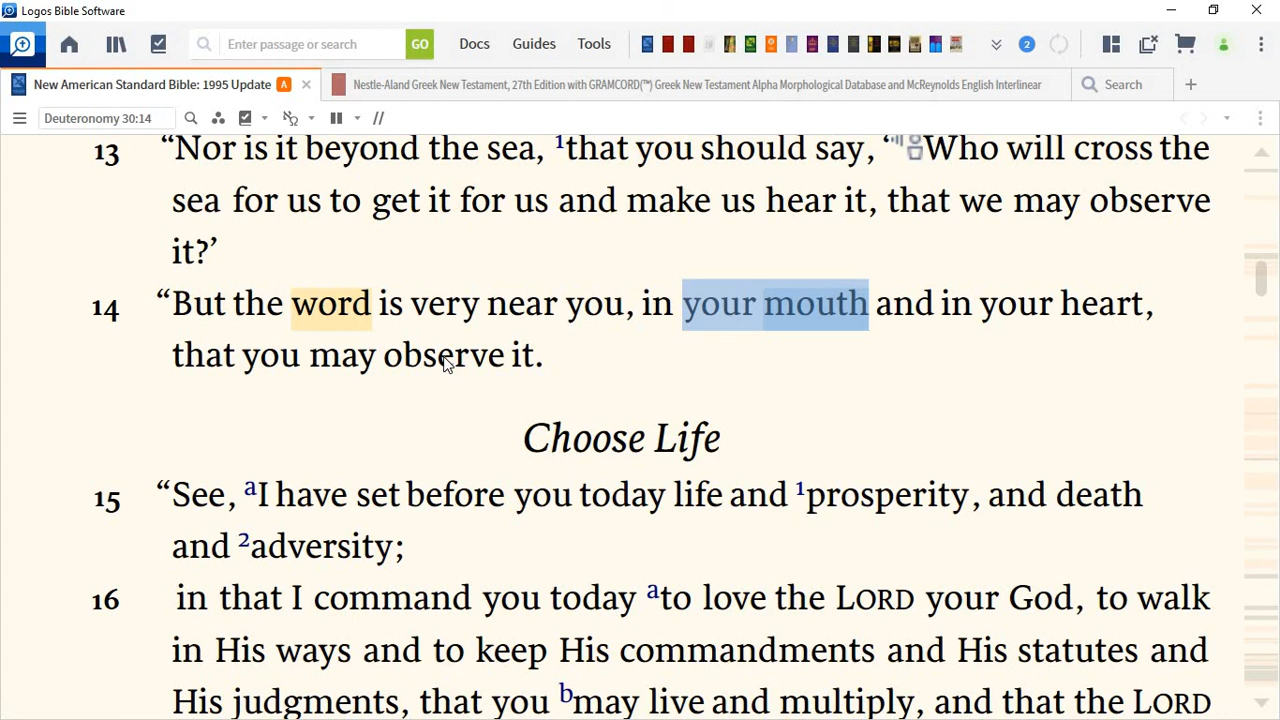 Logos Bible Software
Enter passage or search GO Docs Guides Tools 2
New American Standard Bible: 1995 Update A Nestle-Aland Greek New Testament, 27th Edition with GRAMCORD(™) Greek New Testament Alpha Morphological Database and McReynolds English Interlinear Search
Deuteronomy 30:14
13 “Nor is it beyond the sea, 1that you should say, ‘Who will cross the
sea for us to get it for us and make us hear it, that we may observe
it?’
14 “But the word is very near you, in your mouth and in your heart,
that you may observe it.
Choose Life
15 “See, aI have set before you today life and 1prosperity, and death
and 2adversity;
16 in that I command you today ato love the LORD your God, to walk
in His ways and to keep His commandments and His statutes and
His judgments, that you bmay live and multiply, and that the LORD